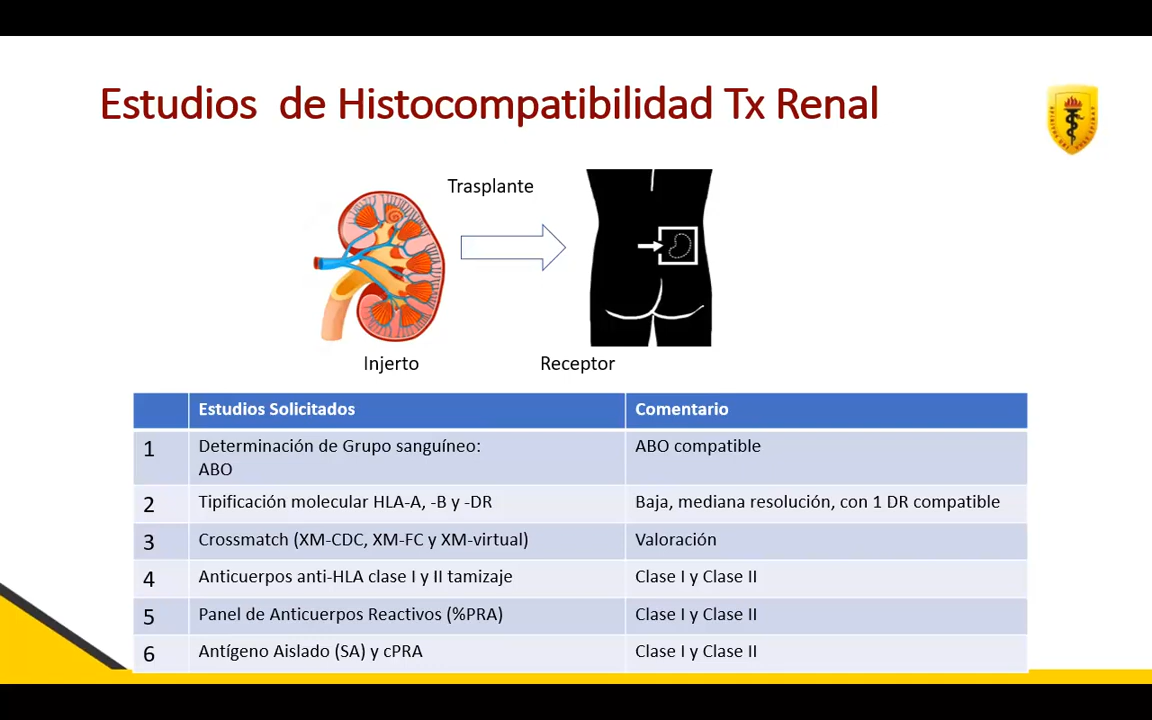 Estudios de Histocompatibilidad Tx Renal
Trasplante
Injerto
Receptor
Estudios Solicitados
Comentario
1
Determinación de Grupo sanguíneo:
ABO
ABO compatible
2
Tipificación molecular HLA-A, -B y -DR
Baja, mediana resolución, con 1 DR compatible
3
Crossmatch (XM-CDC, XM-FC y XM-virtual)
Valoración
4
Anticuerpos anti-HLA clase I y II tamizaje
Clase I y Clase II
5
Panel de Anticuerpos Reactivos (%PRA)
Clase I y Clase II
6
Antígeno Aislado (SA) y cPRA
Clase I y Clase II